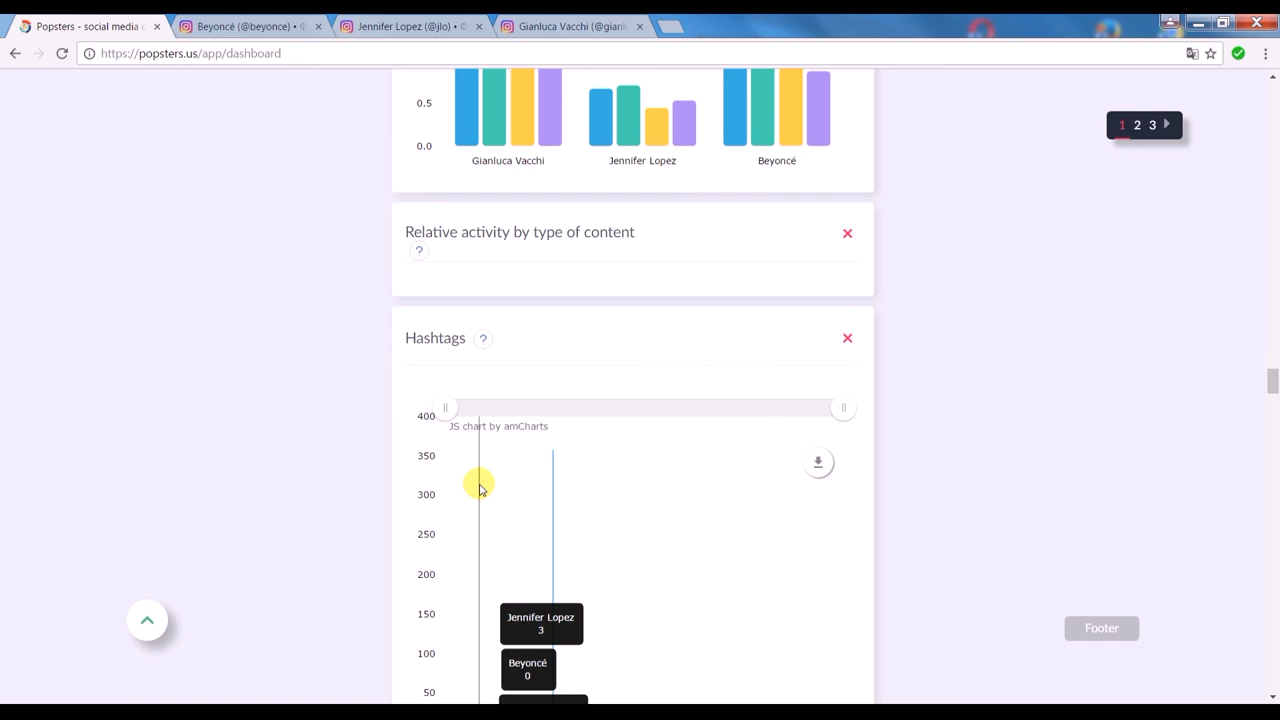 Popsters - social media c
Beyoncé (@beyonce) •
Jennifer Lopez (@jlo) •
Gianluca Vacchi (@gianl
https://popsters.us/app/dashboard
0.5
0.0
Gianluca Vacchi
Jennifer Lopez
Beyoncé
1 2 3
Relative activity by type of content
?
Hashtags ?
400
JS chart by amCharts
350
300
250
200
150
100
50
Jennifer Lopez
3
Beyoncé
0
Footer